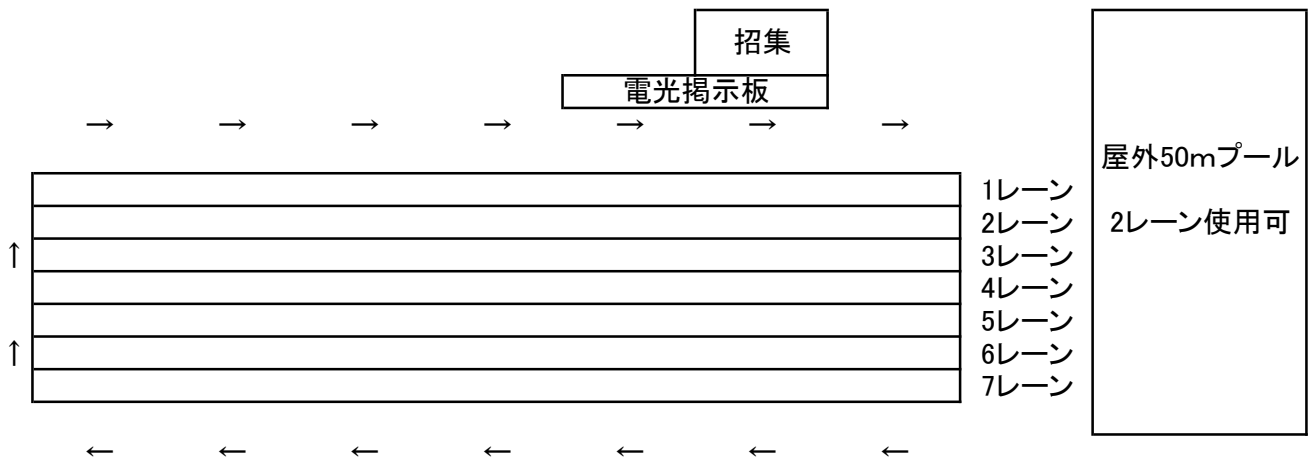 招集
電光掲示板
→ → → → → → →
屋外50mプール
2レーン使用可
1レーン
2レーン
↑ 3レーン
4レーン
5レーン
↑ 6レーン
7レーン
← ← ← ← ← ← ←